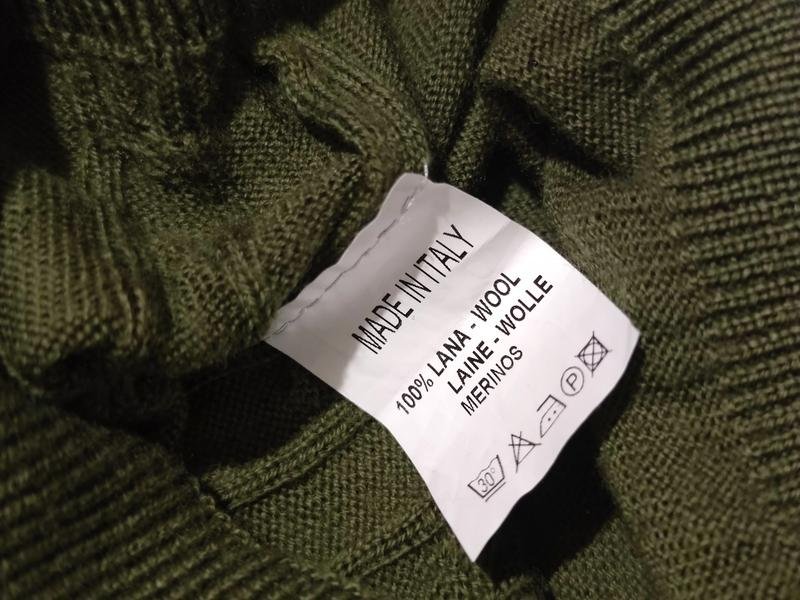 MADE IN ITALY
100% LANA - WOOL
LAINE - WOLLE
MERINOS
30° P